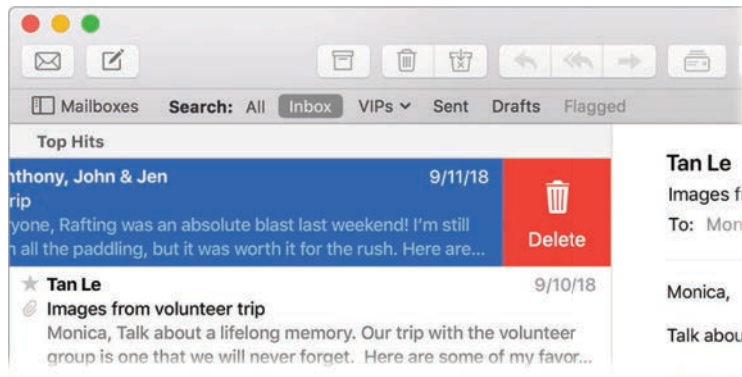 Mailboxes Search: All Inbox VIPs Sent Drafts Flagged
Top Hits
nthony, John & Jen 9/11/18
rip
yone, Rafting was an absolute blast last weekend! I'm still
n all the paddling, but it was worth it for the rush. Here are...
Delete
Tan Le 9/10/18
Images from volunteer trip
Monica, Talk about a lifelong memory. Our trip with the volunteer
group is one that we will never forget. Here are some of my favor...
Tan Le
Images f
To: Mon
Monica,
Talk abou